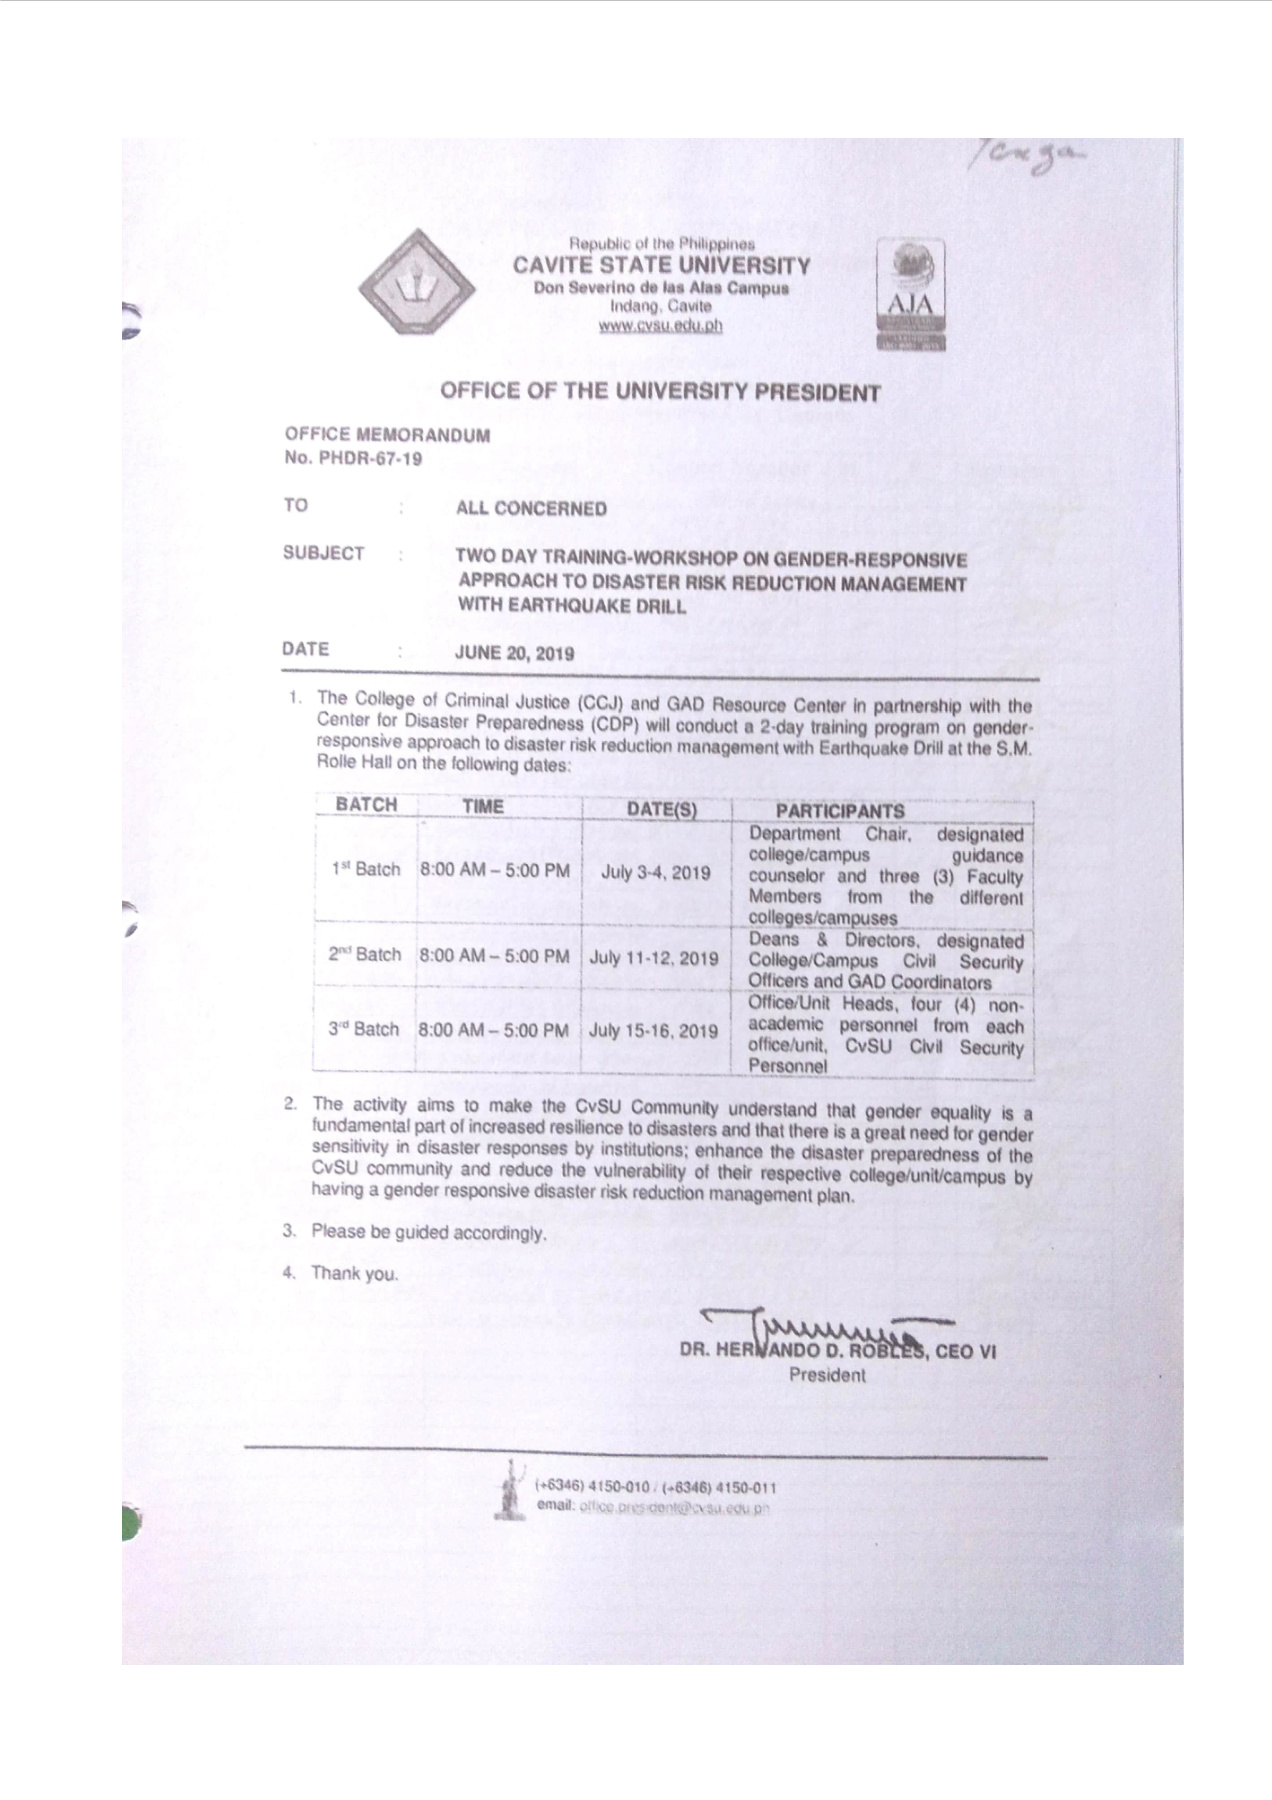 Republic of the Philippines
CAVITE STATE UNIVERSITY
Don Severino de las Alas Campus
Indang, Cavite
www.cvsu.edu.ph
AJA
OFFICE OF THE UNIVERSITY PRESIDENT
OFFICE MEMORANDUM
No. PHDR-67-19
TO : ALL CONCERNED
SUBJECT : TWO DAY TRAINING-WORKSHOP ON GENDER-RESPONSIVE
APPROACH TO DISASTER RISK REDUCTION MANAGEMENT
WITH EARTHQUAKE DRILL
DATE : JUNE 20, 2019
1. The College of Criminal Justice (CCJ) and GAD Resource Center in partnership with the
Center for Disaster Preparedness (CDP) will conduct a 2-day training program on gender-
responsive approach to disaster risk reduction management with Earthquake Drill at the S.M.
Rolle Hall on the following dates:
BATCH TIME DATE(S) PARTICIPANTS
1st Batch 8:00 AM – 5:00 PM July 3-4, 2019 Department Chair, designated
college/campus guidance
counselor and three (3) Faculty
Members from the different
colleges/campuses
2nd Batch 8:00 AM – 5:00 PM July 11-12, 2019 Deans & Directors, designated
College/Campus Civil Security
Officers and GAD Coordinators
3rd Batch 8:00 AM – 5:00 PM July 15-16, 2019 Office/Unit Heads, four (4) non-
academic personnel from each
office/unit, CvSU Civil Security
Personnel
2. The activity aims to make the CvSU Community understand that gender equality is a
fundamental part of increased resilience to disasters and that there is a great need for gender
sensitivity in disaster responses by institutions; enhance the disaster preparedness of the
CvSU community and reduce the vulnerability of their respective college/unit/campus by
having a gender responsive disaster risk reduction management plan.
3. Please be guided accordingly.
4. Thank you.
DR. HERNANDO D. ROBLES, CEO VI
President
(+6346) 4150-010 / (+6346) 4150-011
email: office.president@cvsu.edu.ph